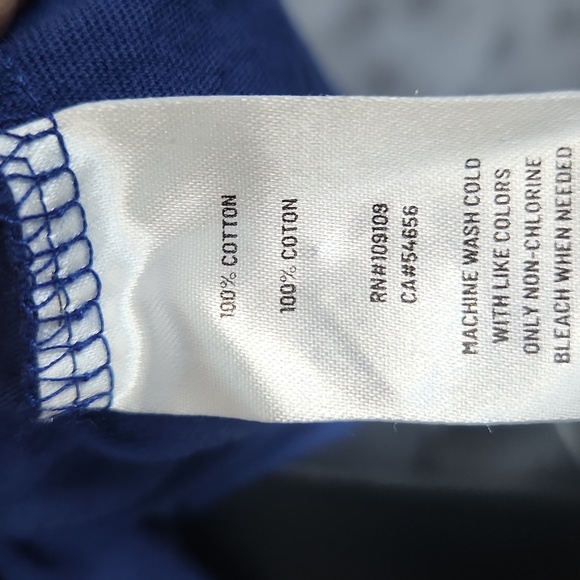 100% COTTON
100% COTON
RN#109109
CA#54656
MACHINE WASH COLD
WITH LIKE COLORS
ONLY NON-CHLORINE
BLEACH WHEN NEEDED